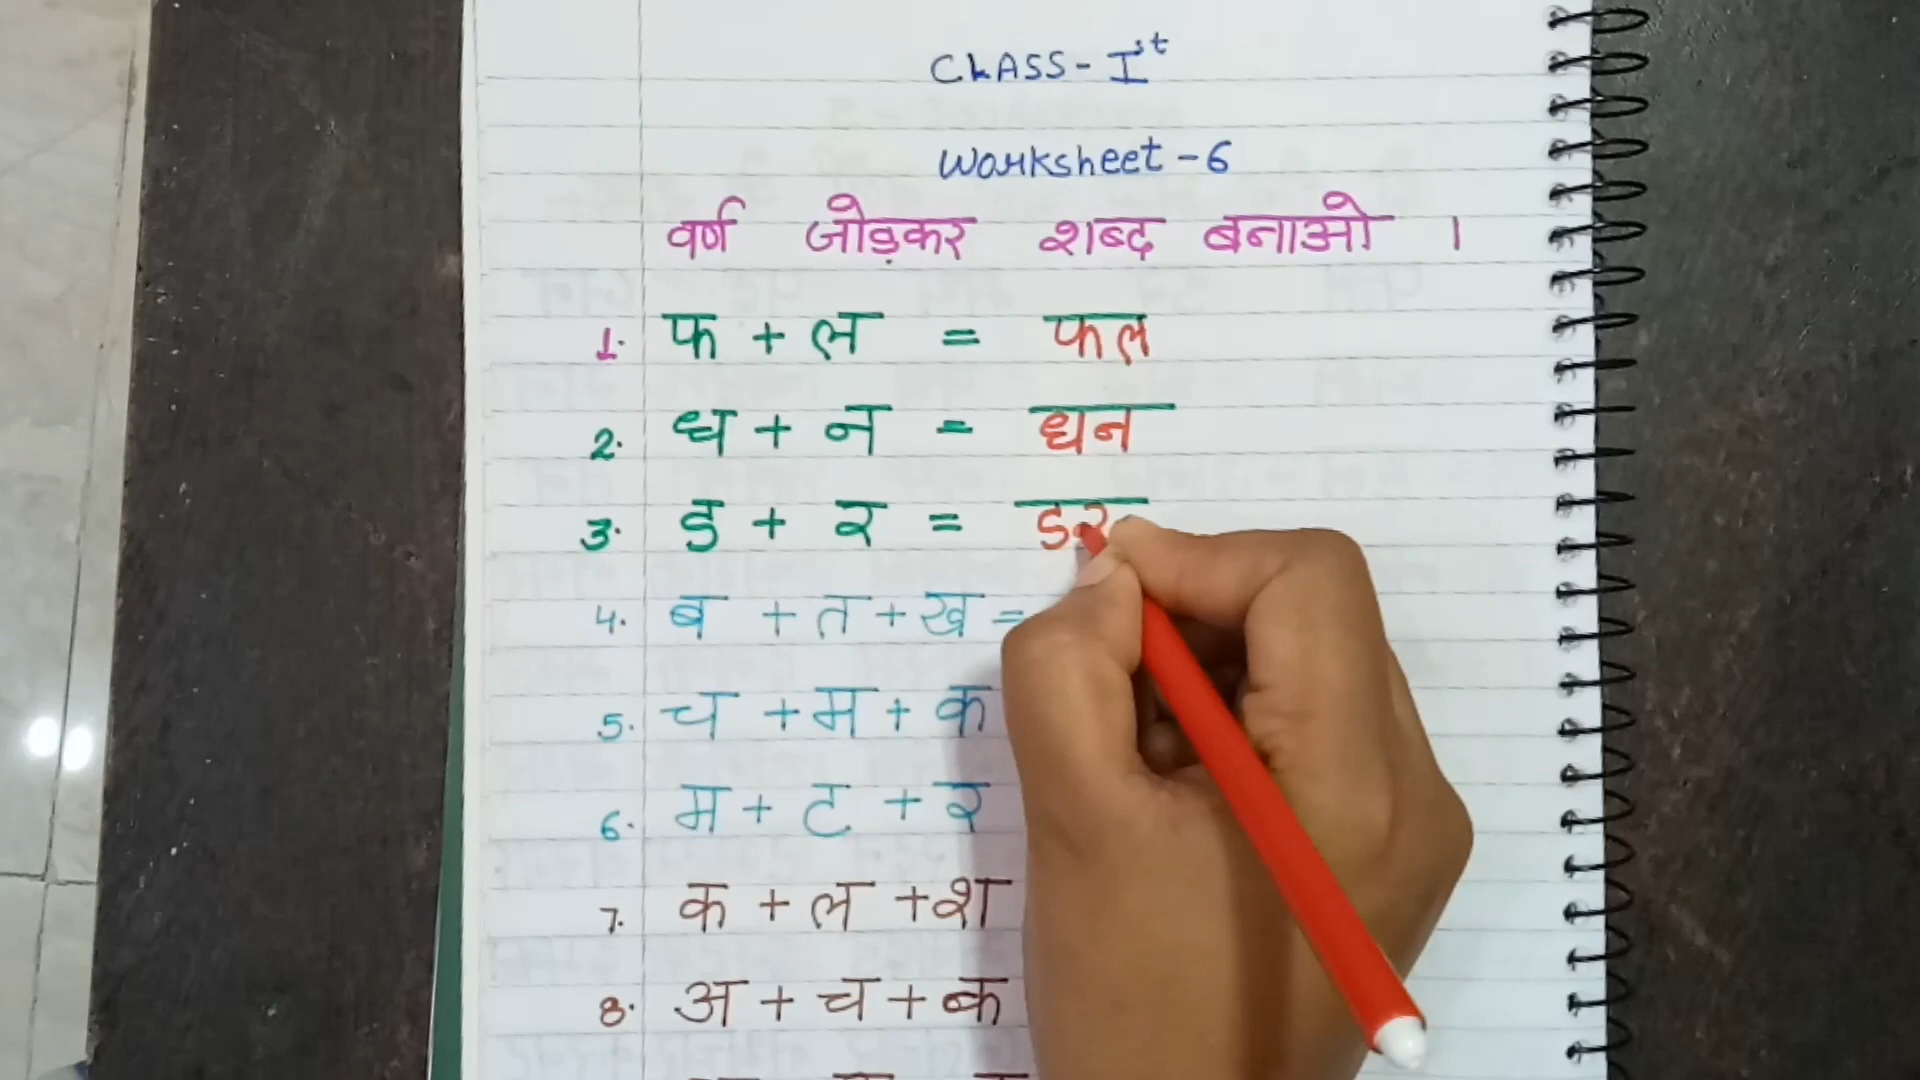 CLASS - Ist
Worksheet - 6
वर्ण जोड़कर शब्द बनाओ ।
1. फ + ल = फल
2. ध + न = धन
3. ड + र = डर
4. ब + त + ख =
5. च + म + क
6. म + ट + र
7. क + ल + श
8. अ + च + क